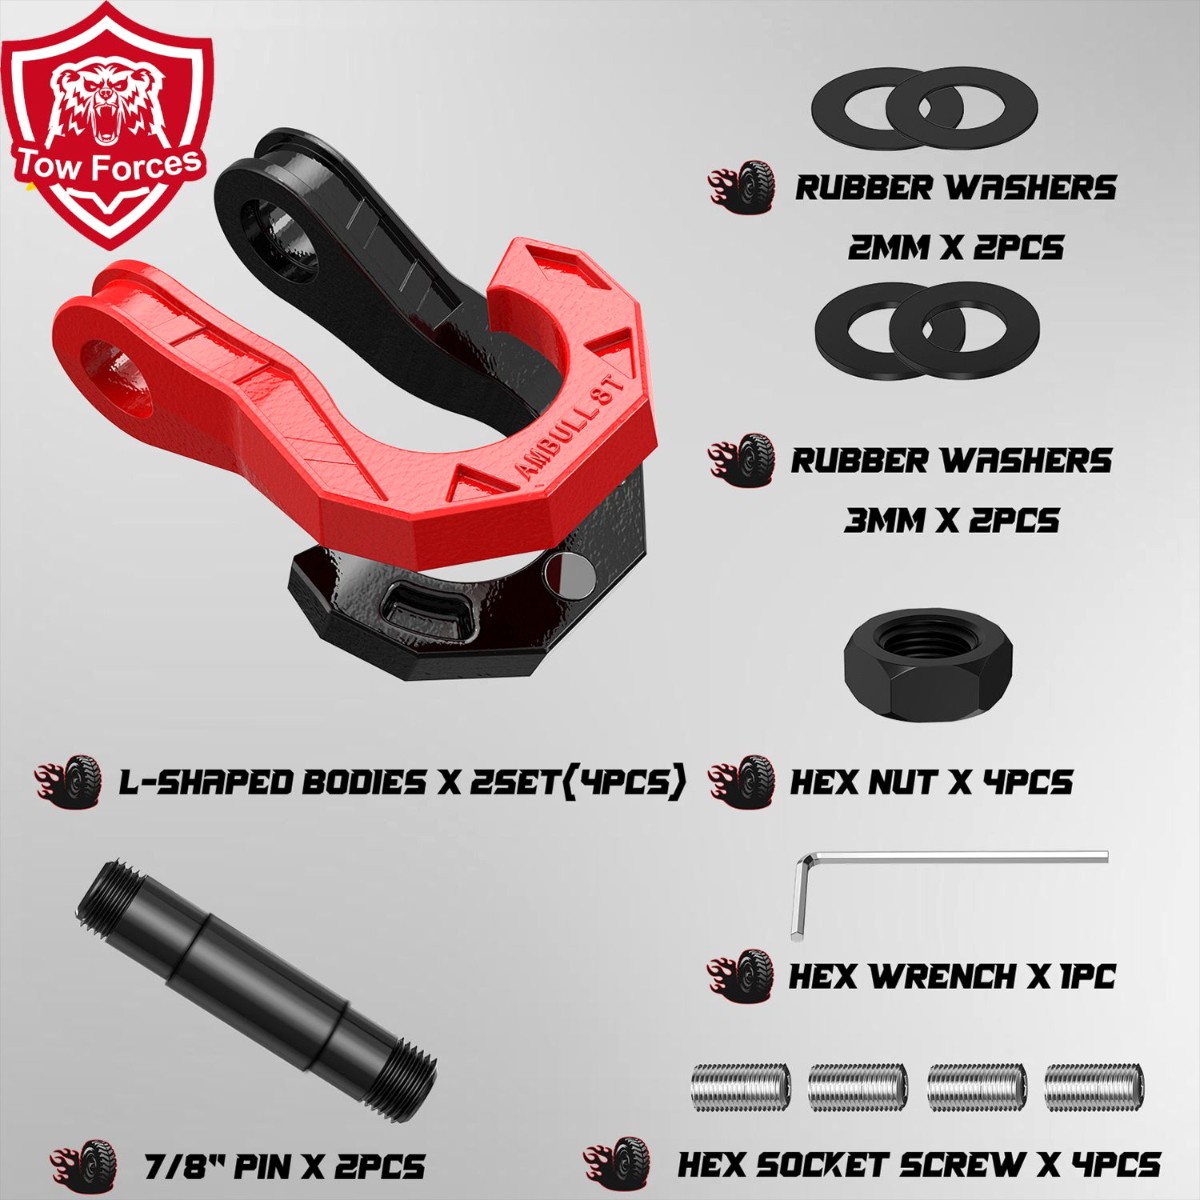 Tow Forces
AMBULL 8T
RUBBER WASHERS
2MM X 2PCS
RUBBER WASHERS
3MM X 2PCS
L-SHAPED BODIES X 2SET(4PCS)
HEX NUT X 4PCS
HEX WRENCH X 1PC
7/8" PIN X 2PCS
HEX SOCKET SCREW X 4PCS